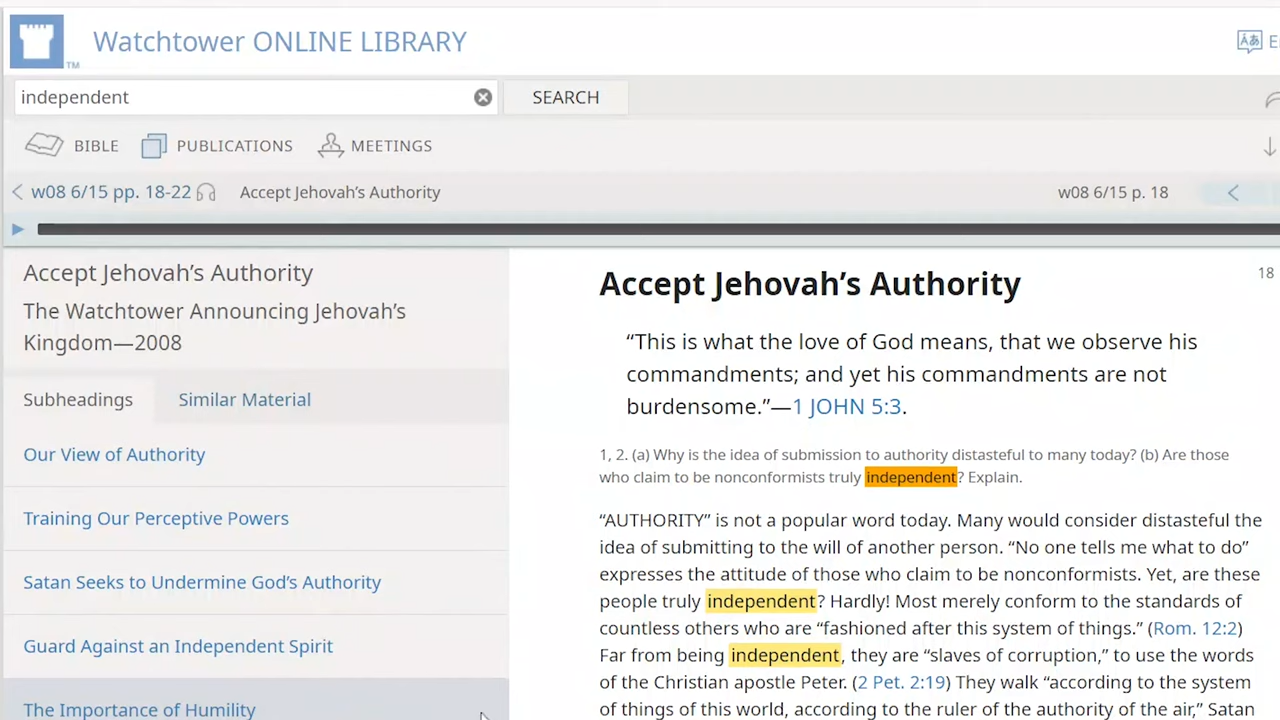 Watchtower ONLINE LIBRARY
TM
independent
SEARCH
BIBLE
PUBLICATIONS
MEETINGS
w08 6/15 pp. 18-22
Accept Jehovah’s Authority
w08 6/15 p. 18
Accept Jehovah’s Authority
The Watchtower Announcing Jehovah’s
Kingdom—2008
Subheadings
Similar Material
Our View of Authority
Training Our Perceptive Powers
Satan Seeks to Undermine God’s Authority
Guard Against an Independent Spirit
The Importance of Humility
Accept Jehovah’s Authority
18
“This is what the love of God means, that we observe his
commandments; and yet his commandments are not
burdensome.”—1 JOHN 5:3.
1, 2. (a) Why is the idea of submission to authority distasteful to many today? (b) Are those
who claim to be nonconformists truly independent? Explain.
“AUTHORITY” is not a popular word today. Many would consider distasteful the
idea of submitting to the will of another person. “No one tells me what to do”
expresses the attitude of those who claim to be nonconformists. Yet, are these
people truly independent? Hardly! Most merely conform to the standards of
countless others who are “fashioned after this system of things.” (Rom. 12:2)
Far from being independent, they are “slaves of corruption,” to use the words
of the Christian apostle Peter. (2 Pet. 2:19) They walk “according to the system
of things of this world, according to the ruler of the authority of the air,” Satan